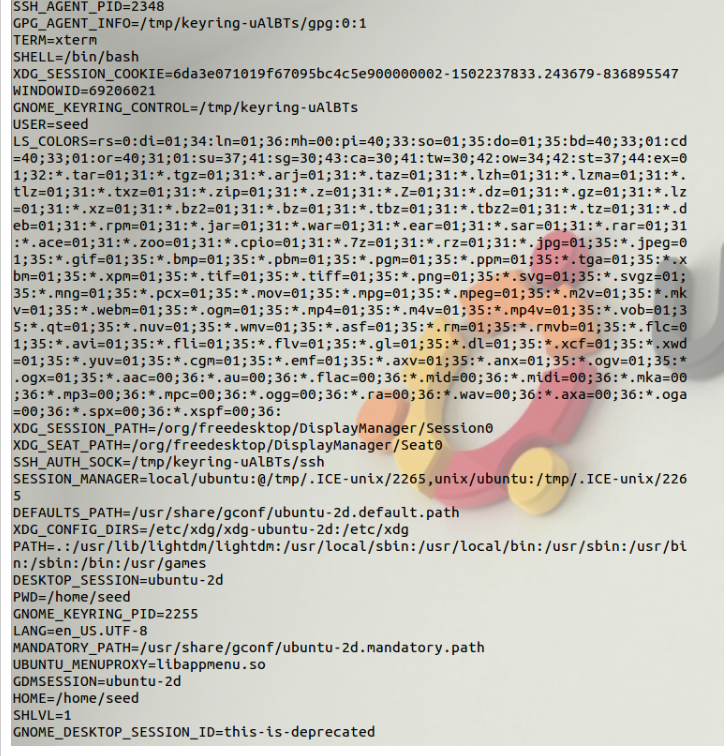 SSH_AGENT_PID=2348
GPG_AGENT_INFO=/tmp/keyring-uAlBTs/gpg:0:1
TERM=xterm
SHELL=/bin/bash
XDG_SESSION_COOKIE=6da3e071019f67095bc4c5e900000002-1502237833.243679-836895547
WINDOWID=69206021
GNOME_KEYRING_CONTROL=/tmp/keyring-uAlBTs
USER=seed
LS_COLORS=rs=0:di=01;34:ln=01;36:mh=00:pi=40;33:so=01;35:do=01;35:bd=40;33;01:cd
=40;33;01:or=40;31;01:su=37;41:sg=30;43:ca=30;41:tw=30;42:ow=34;42:st=37;44:ex=0
1;32:*.tar=01;31:*.tgz=01;31:*.arj=01;31:*.taz=01;31:*.lzh=01;31:*.lzma=01;31:*.
tlz=01;31:*.txz=01;31:*.zip=01;31:*.z=01;31:*.Z=01;31:*.dz=01;31:*.gz=01;31:*.lz
=01;31:*.xz=01;31:*.bz2=01;31:*.bz=01;31:*.tbz=01;31:*.tbz2=01;31:*.tz=01;31:*.d
eb=01;31:*.rpm=01;31:*.jar=01;31:*.war=01;31:*.ear=01;31:*.sar=01;31:*.rar=01;31
:*.ace=01;31:*.zoo=01;31:*.cpio=01;31:*.7z=01;31:*.rz=01;31:*.jpg=01;35:*.jpeg=0
1;35:*.gif=01;35:*.bmp=01;35:*.pbm=01;35:*.pgm=01;35:*.ppm=01;35:*.tga=01;35:*.x
bm=01;35:*.xpm=01;35:*.tif=01;35:*.tiff=01;35:*.png=01;35:*.svg=01;35:*.svgz=01;
35:*.mng=01;35:*.pcx=01;35:*.mov=01;35:*.mpg=01;35:*.mpeg=01;35:*.m2v=01;35:*.mk
v=01;35:*.webm=01;35:*.ogm=01;35:*.mp4=01;35:*.m4v=01;35:*.mp4v=01;35:*.vob=01;3
5:*.qt=01;35:*.nuv=01;35:*.wmv=01;35:*.asf=01;35:*.rm=01;35:*.rmvb=01;35:*.flc=0
1;35:*.avi=01;35:*.fli=01;35:*.flv=01;35:*.gl=01;35:*.dl=01;35:*.xcf=01;35:*.xwd
=01;35:*.yuv=01;35:*.cgm=01;35:*.emf=01;35:*.axv=01;35:*.anx=01;35:*.ogv=01;35:*
.ogx=01;35:*.aac=00;36:*.au=00;36:*.flac=00;36:*.mid=00;36:*.midi=00;36:*.mka=00
;36:*.mp3=00;36:*.mpc=00;36:*.ogg=00;36:*.ra=00;36:*.wav=00;36:*.axa=00;36:*.oga
=00;36:*.spx=00;36:*.xspf=00;36:
XDG_SESSION_PATH=/org/freedesktop/DisplayManager/Session0
XDG_SEAT_PATH=/org/freedesktop/DisplayManager/Seat0
SSH_AUTH_SOCK=/tmp/keyring-uAlBTs/ssh
SESSION_MANAGER=local/ubuntu:@/tmp/.ICE-unix/2265,unix/ubuntu:/tmp/.ICE-unix/226
5
DEFAULTS_PATH=/usr/share/gconf/ubuntu-2d.default.path
XDG_CONFIG_DIRS=/etc/xdg/xdg-ubuntu-2d:/etc/xdg
PATH=.:/usr/lib/lightdm/lightdm:/usr/local/sbin:/usr/local/bin:/usr/sbin:/usr/bi
n:/sbin:/bin:/usr/games
DESKTOP_SESSION=ubuntu-2d
PWD=/home/seed
GNOME_KEYRING_PID=2255
LANG=en_US.UTF-8
MANDATORY_PATH=/usr/share/gconf/ubuntu-2d.mandatory.path
UBUNTU_MENUPROXY=libappmenu.so
GDMSESSION=ubuntu-2d
HOME=/home/seed
SHLVL=1
GNOME_DESKTOP_SESSION_ID=this-is-deprecated